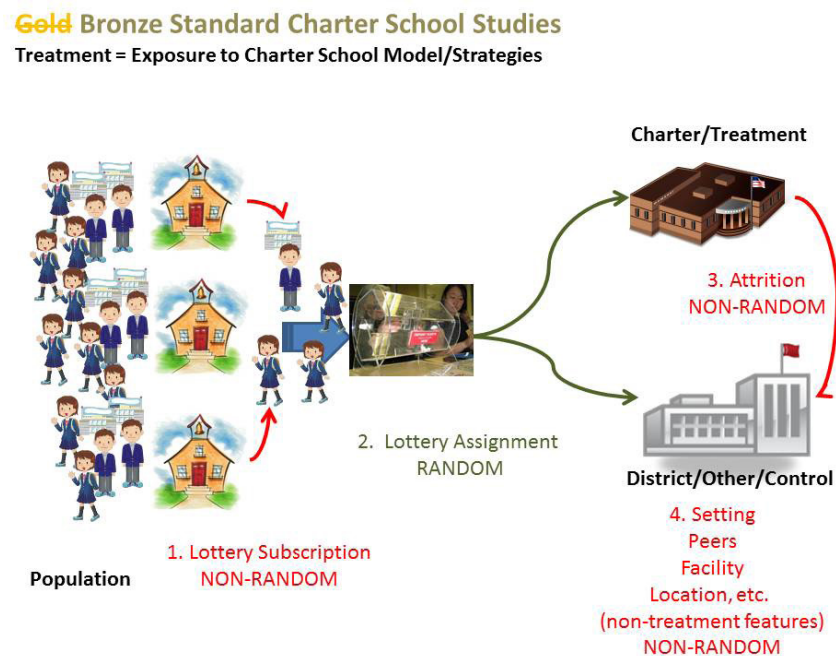 Gold Bronze Standard Charter School Studies
Treatment = Exposure to Charter School Model/Strategies
Charter/Treatment
3. Attrition
NON-RANDOM
2. Lottery Assignment
RANDOM
District/Other/Control
1. Lottery Subscription
NON-RANDOM
Population
4. Setting
Peers
Facility
Location, etc.
(non-treatment features)
NON-RANDOM